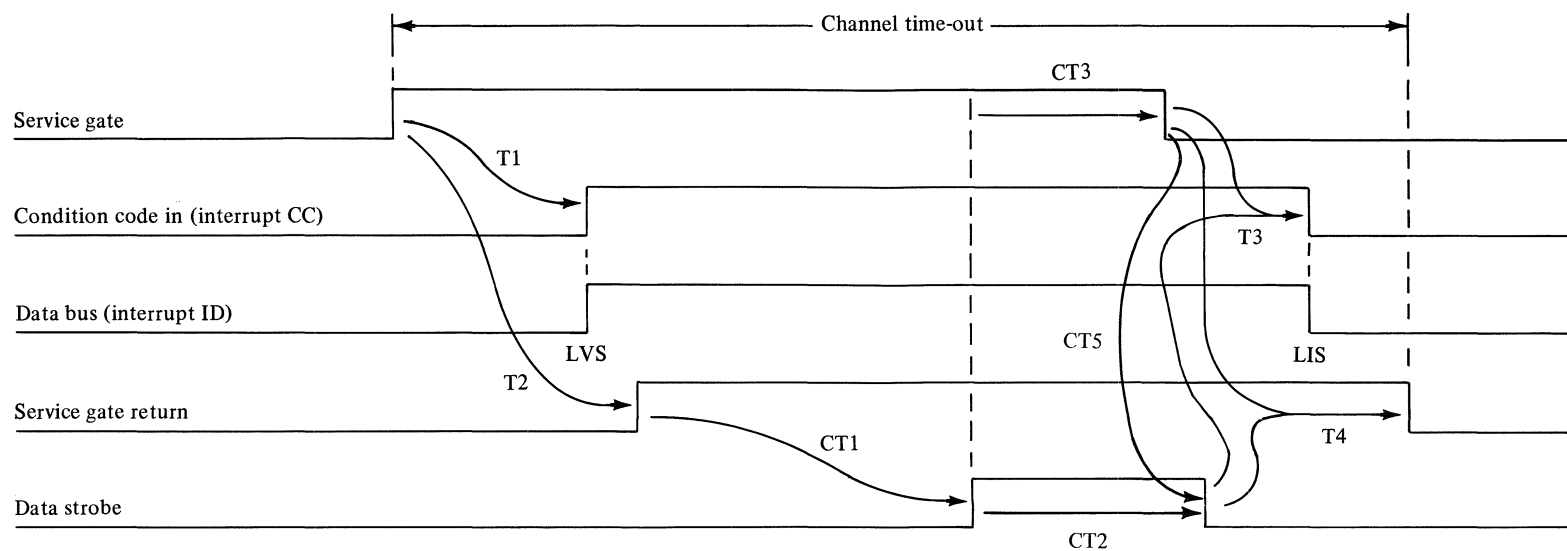 Channel time-out
CT3
Service gate
T1
Condition code in (interrupt CC)
T3
Data bus (interrupt ID)
LVS
CT5
LIS
T2
Service gate return
CT1
T4
Data strobe
CT2